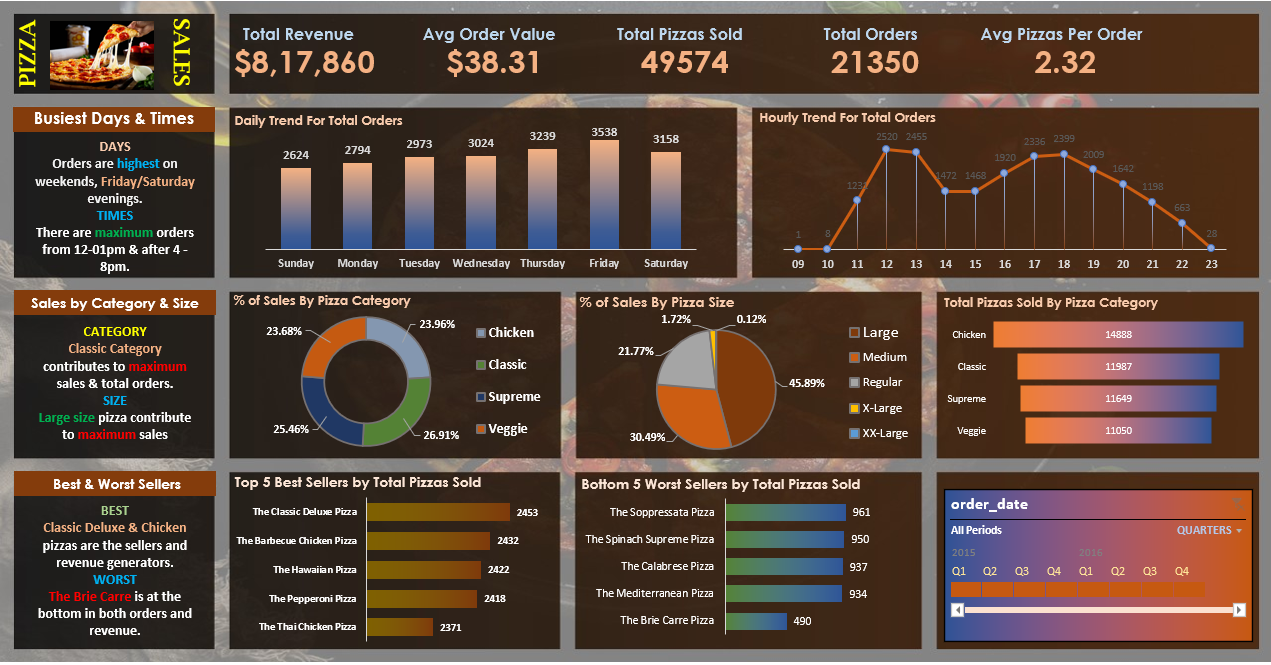 PIZZA
SALES
Total Revenue
$8,17,860
Avg Order Value
$38.31
Total Pizzas Sold
49574
Total Orders
21350
Avg Pizzas Per Order
2.32
Busiest Days & Times
DAYS
Orders are highest on
weekends, Friday/Saturday
evenings.
TIMES
There are maximum orders
from 12-01pm & after 4 -
8pm.
Daily Trend For Total Orders
2624
2794
2973
3024
3239
3538
3158
Sunday
Monday
Tuesday
Wednesday
Thursday
Friday
Saturday
Hourly Trend For Total Orders
1
8
2520
2455
1472
1468
1920
2336
2399
2009
1642
1198
663
28
09
10
11
12
13
14
15
16
17
18
19
20
21
22
23
Sales by Category & Size
CATEGORY
Classic Category
contributes to maximum
sales & total orders.
SIZE
Large size pizza contribute
to maximum sales
% of Sales By Pizza Category
23.68%
23.96%
25.46%
26.91%
Chicken
Classic
Supreme
Veggie
% of Sales By Pizza Size
1.72%
0.12%
21.77%
45.89%
30.49%
Large
Medium
Regular
X-Large
XX-Large
Total Pizzas Sold By Pizza Category
Chicken 14888
Classic 11987
Supreme 11649
Veggie 11050
Best & Worst Sellers
BEST
Classic Deluxe & Chicken
pizzas are the sellers and
revenue generators.
WORST
The Brie Carre is at the
bottom in both orders and
revenue.
Top 5 Best Sellers by Total Pizzas Sold
The Classic Deluxe Pizza 2453
The Barbecue Chicken Pizza 2432
The Hawaiian Pizza 2422
The Pepperoni Pizza 2418
The Thai Chicken Pizza 2371
Bottom 5 Worst Sellers by Total Pizzas Sold
The Soppressata Pizza 961
The Spinach Supreme Pizza 950
The Calabrese Pizza 937
The Mediterranean Pizza 934
The Brie Carre Pizza 490
order_date
All Periods QUARTERS
2015 2016
Q1 Q2 Q3 Q4 Q1 Q2 Q3 Q4